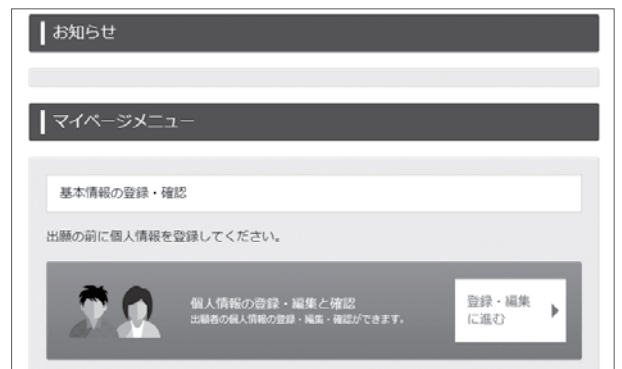 お知らせ
マイページメニュー
基本情報の登録・確認
出願の前に個人情報を登録してください。
個人情報の登録・編集と確認
出願者の個人情報の登録・編集・確認ができます。
登録・編集
に進む